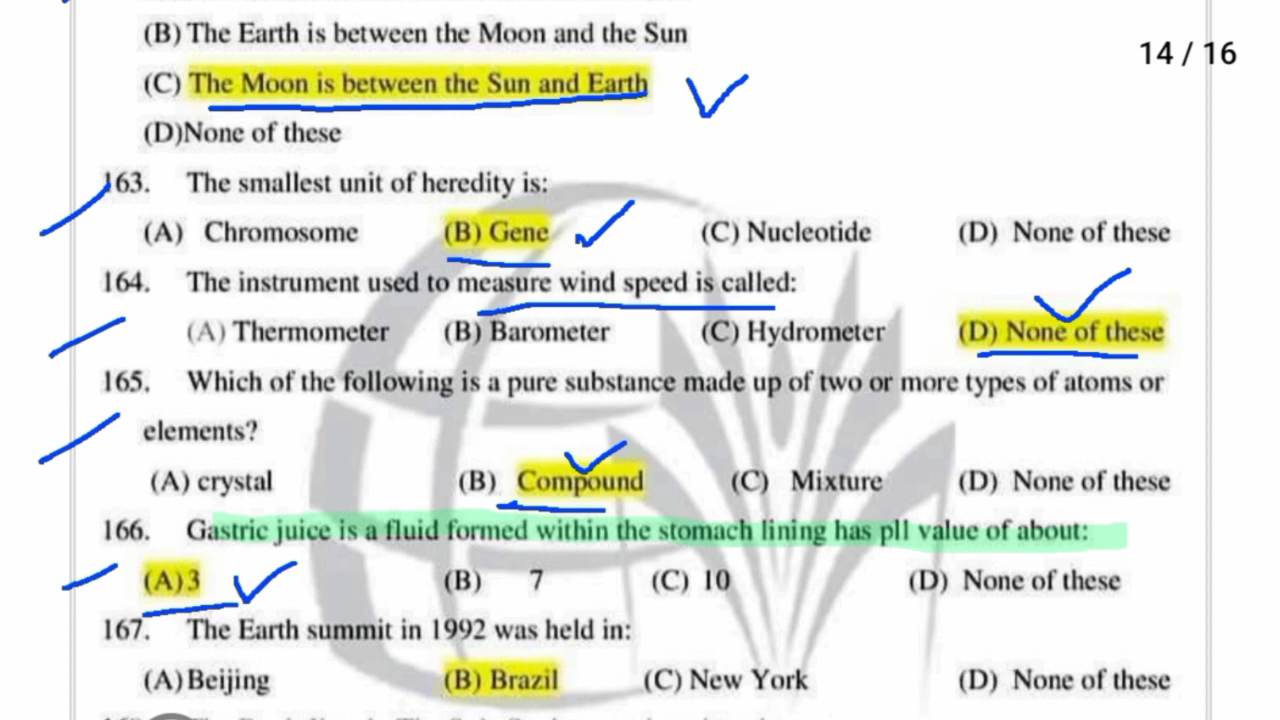 (B) The Earth is between the Moon and the Sun
14 / 16
(C) The Moon is between the Sun and Earth
(D)None of these
163. The smallest unit of heredity is:
(A) Chromosome (B) Gene (C) Nucleotide (D) None of these
164. The instrument used to measure wind speed is called:
(A) Thermometer (B) Barometer (C) Hydrometer (D) None of these
165. Which of the following is a pure substance made up of two or more types of atoms or
elements?
(A) crystal (B) Compound (C) Mixture (D) None of these
166. Gastric juice is a fluid formed within the stomach lining has pll value of about:
(A) 3 (B) 7 (C) 10 (D) None of these
167. The Earth summit in 1992 was held in:
(A) Beijing (B) Brazil (C) New York (D) None of these